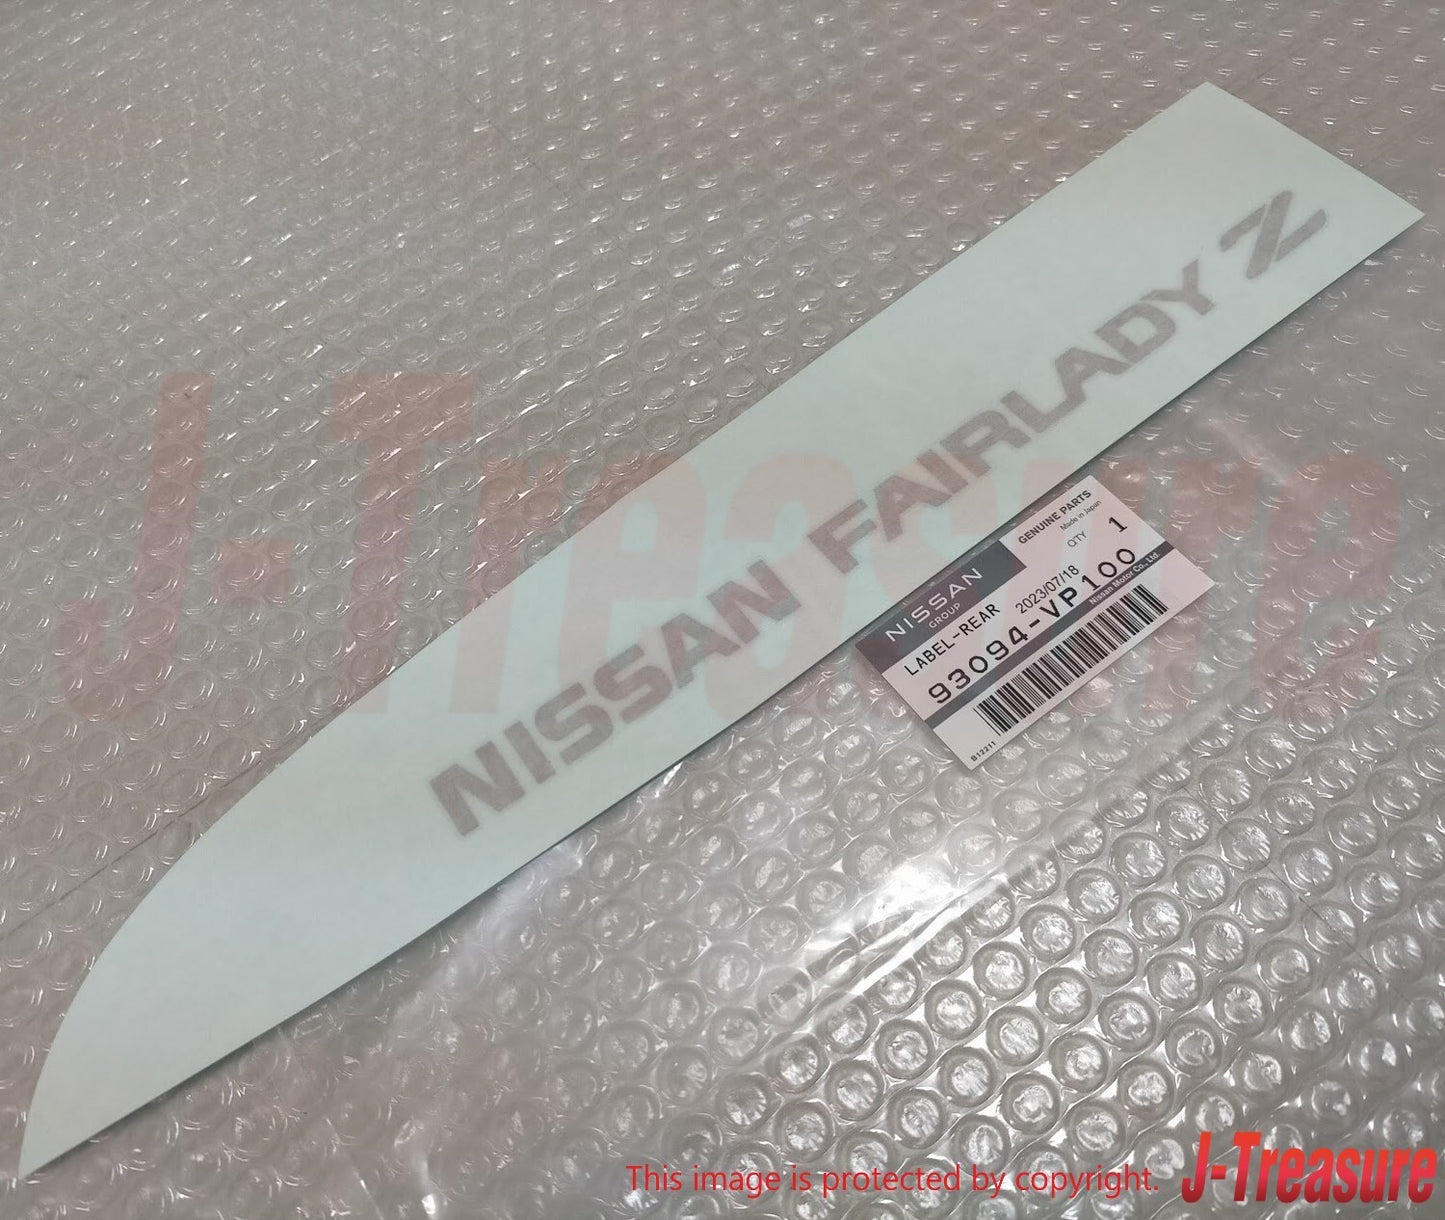 NISSAN FAIRLADY Z
NISSAN
GROUP
GENUINE PARTS
Made in Japan
LABEL-REAR
2023/07/18
QTY 1
93094-VP100
Nissan Motor Co., Ltd.
B12211
J-Treasure
This image is protected by copyright.
J-Treasure